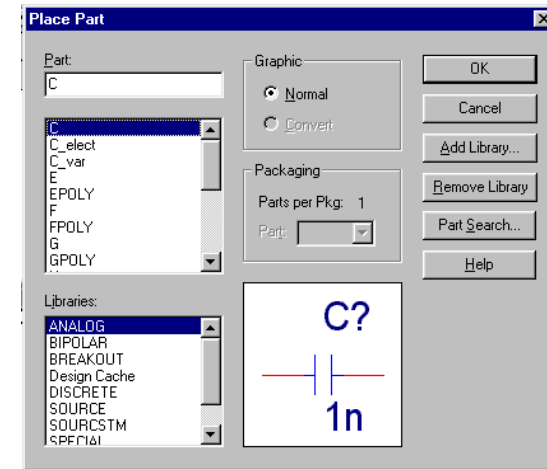 Place Part
Part:
C
C
C_elect
C_var
E
EPOLY
F
FPOLY
G
GPOLY
Libraries:
ANALOG
BIPOLAR
BREAKOUT
Design Cache
DISCRETE
SOURCE
SOURCSTM
SPECIAL
Graphic
Normal
Convert
Packaging
Parts per Pkg: 1
Part:
C?
1n
OK
Cancel
Add Library...
Remove Library
Part Search...
Help